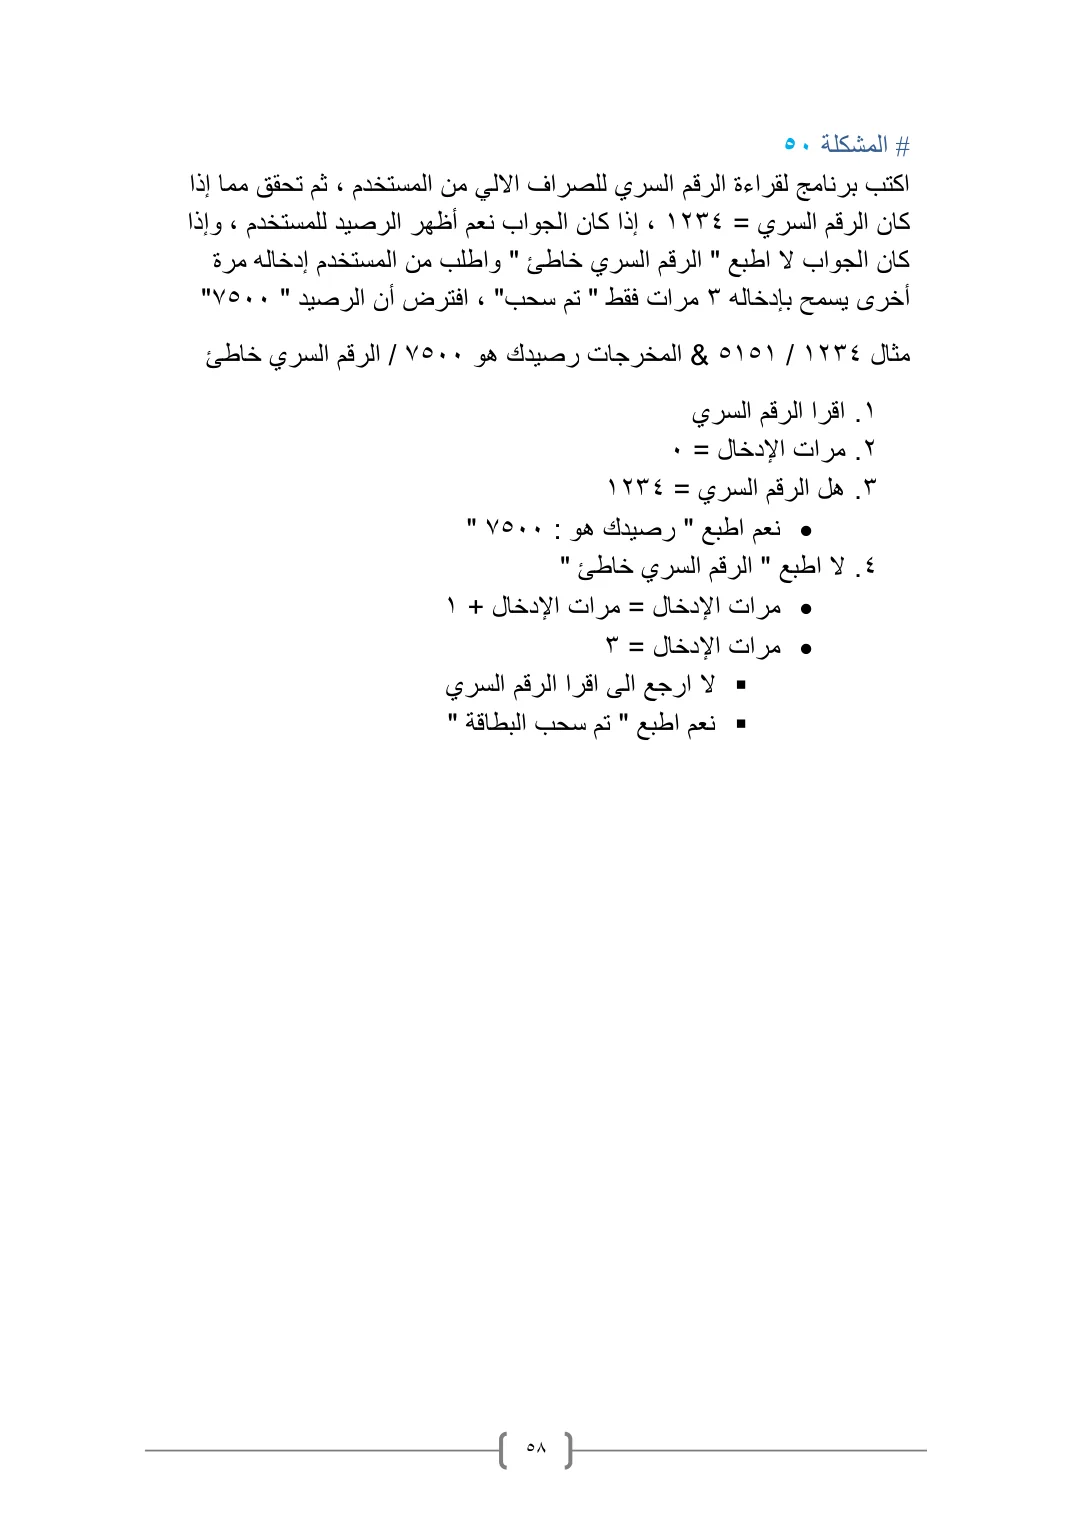 # المشكلة ٥٠
اكتب برنامج لقراءة الرقم السري للصراف الالي من المستخدم ، ثم تحقق مما إذا
كان الرقم السري = ١٢٣٤ ، إذا كان الجواب نعم أظهر الرصيد للمستخدم ، وإذا
كان الجواب لا اطبع " الرقم السري خاطئ " واطلب من المستخدم إدخاله مرة
أخرى يسمح بإدخاله ٣ مرات فقط " تم سحب" ، افترض أن الرصيد " ٧٥٠٠"
مثال ١٢٣٤ / ٥١٥١ & المخرجات رصيدك هو ٧٥٠٠ / الرقم السري خاطئ
١. اقرا الرقم السري
٢. مرات الإدخال = ٠
٣. هل الرقم السري = ١٢٣٤
● نعم اطبع " رصيدك هو : ٧٥٠٠ "
٤. لا اطبع " الرقم السري خاطئ "
● مرات الإدخال = مرات الإدخال + ١
● مرات الإدخال = ٣
▪ لا ارجع الى اقرا الرقم السري
▪ نعم اطبع " تم سحب البطاقة "
٥٨